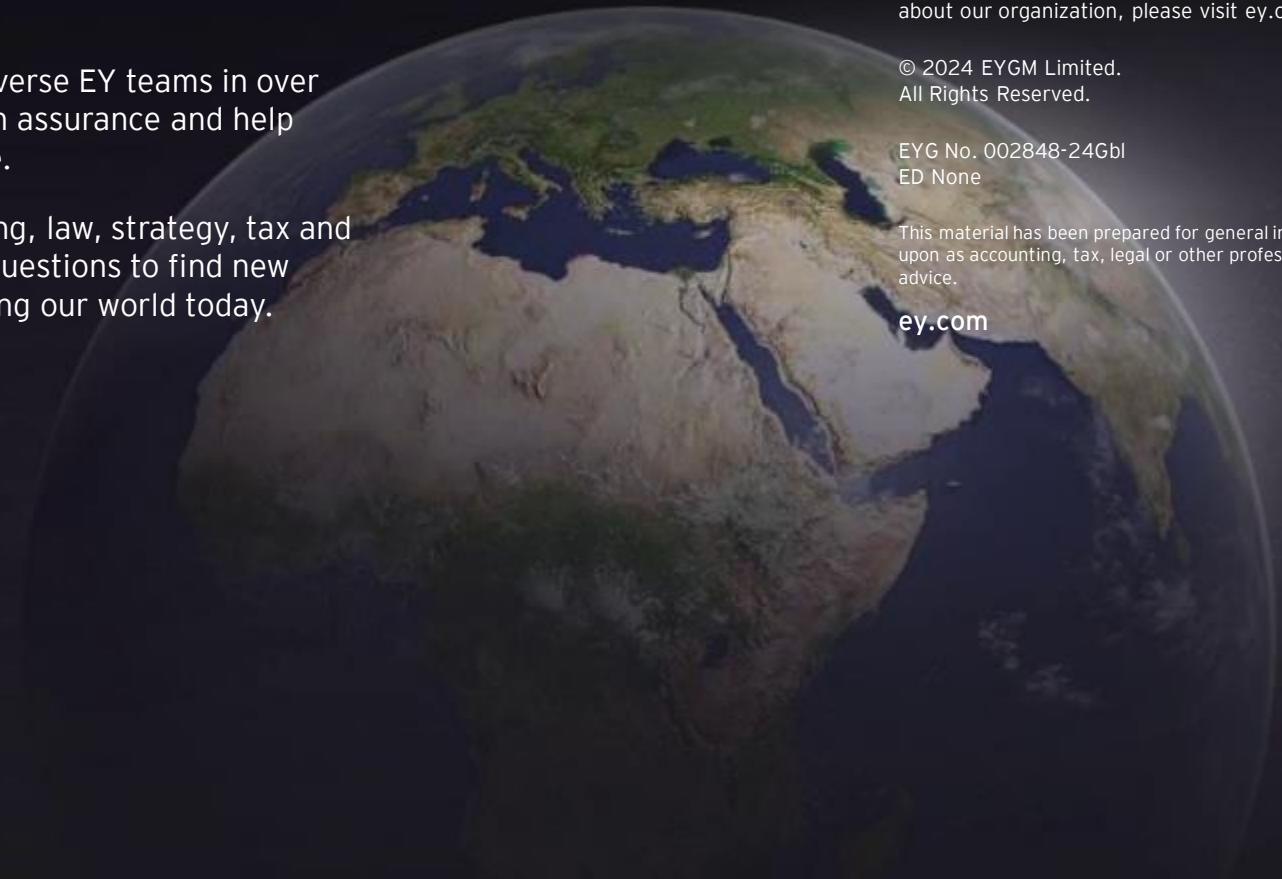 verse EY teams in over
n assurance and help
e.
ng, law, strategy, tax and
uestions to find new
ng our world today.
about our organization, please visit ey.c
© 2024 EYGM Limited.
All Rights Reserved.
EYG No. 002848-24Gbl
ED None
This material has been prepared for general in
upon as accounting, tax, legal or other profes
advice.
ey.com